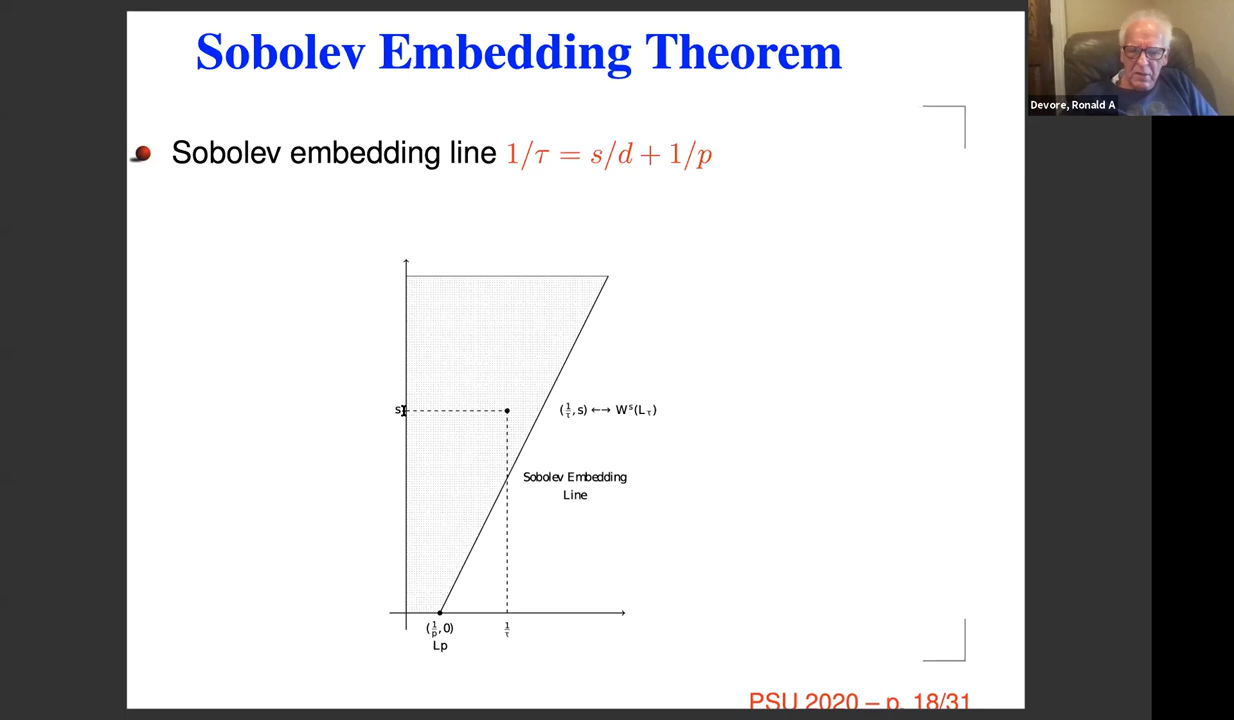 Sobolev Embedding Theorem
Devore, Ronald A
Sobolev embedding line 1/τ = s/d + 1/p
s
(1/τ, s) ←→ Wˢ(L_τ)
Sobolev Embedding
Line
(1/p, 0)
1/τ
Lp
PSU 2020 – p. 18/31